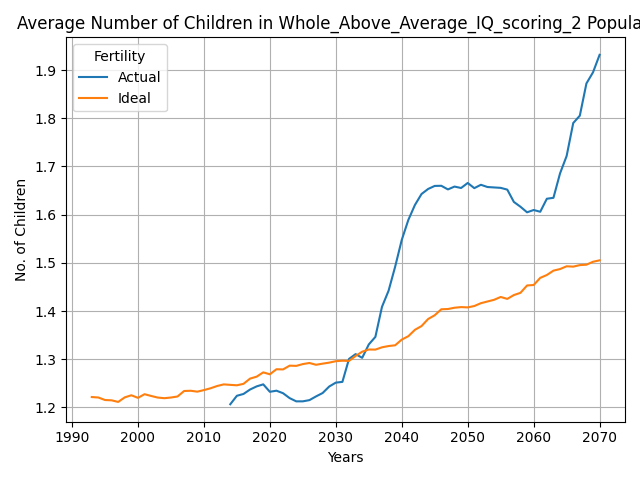 Average Number of Children in Whole_Above_Average_IQ_scoring_2 Popula
Fertility
Actual
Ideal
No. of Children
1.9
1.8
1.7
1.6
1.5
1.4
1.3
1.2
1990 2000 2010 2020 2030 2040 2050 2060 2070
Years